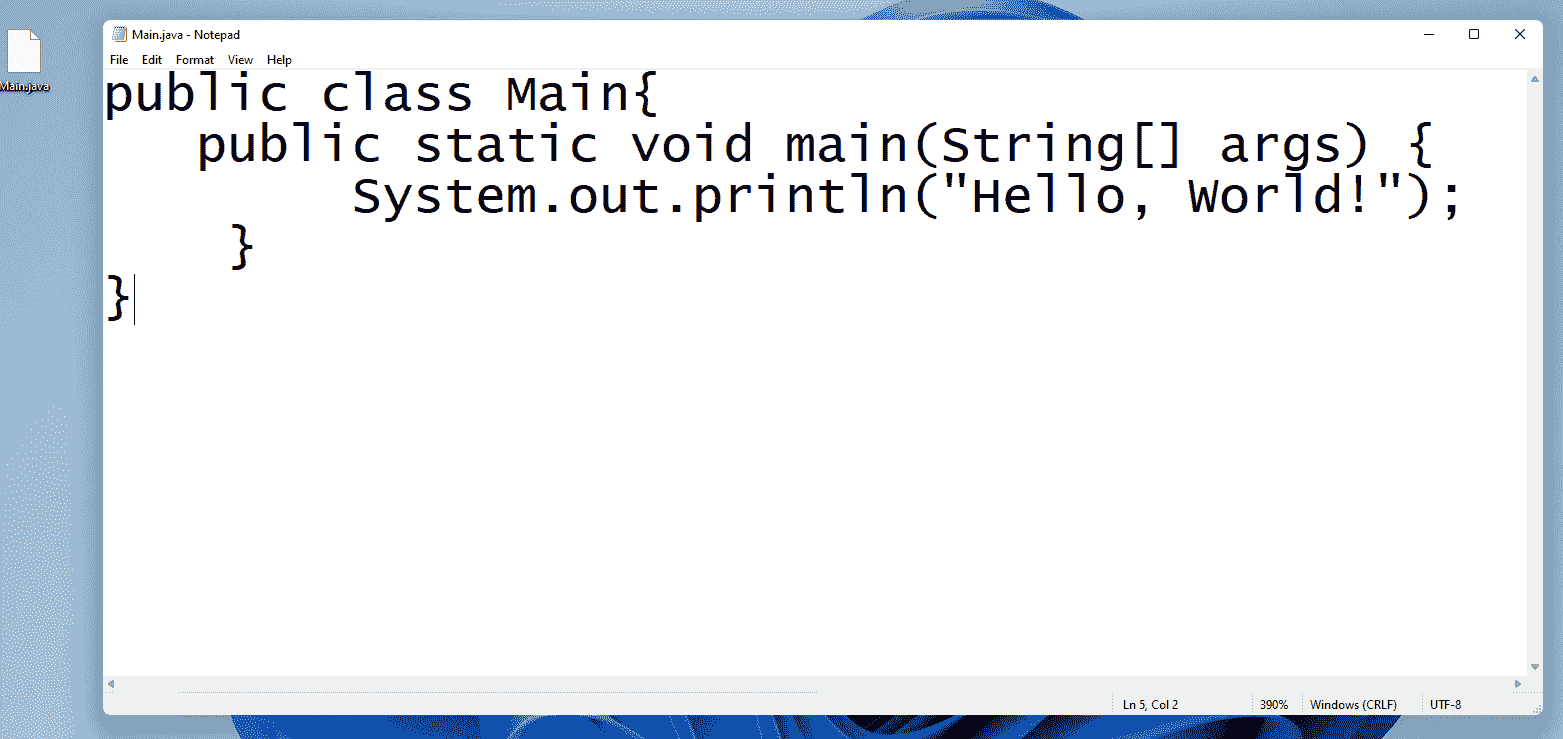 Main.java - Notepad
Main.java
File Edit Format View Help
public class Main{
    public static void main(String[] args) {
        System.out.println("Hello, World!");
    }
}
Ln 5, Col 2 390% Windows (CRLF) UTF-8